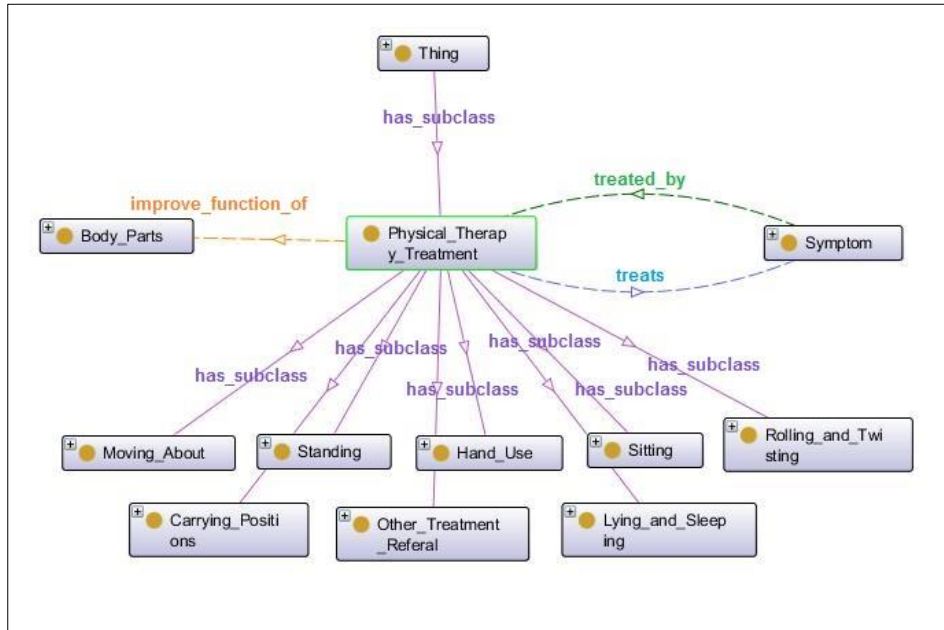 Thing
has_subclass
treated_by
improve_function_of
Body_Parts
Physical_Therap
y_Treatment
Symptom
treats
has_subclass
has_subclass
has_subclass
has_subclass
has_subclass
has_subclass
Moving_About
Standing
Hand_Use
Sitting
Rolling_and_Twi
sting
Carrying_Positi
ons
Other_Treatment
_Referal
Lying_and_Sleep
ing